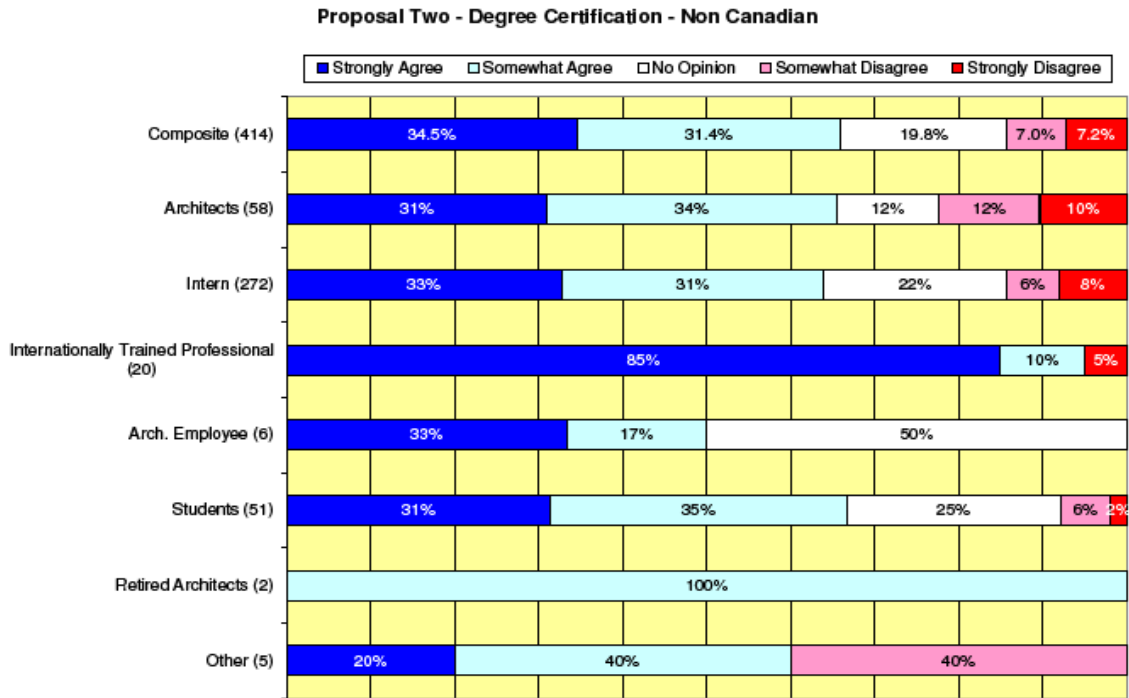 Proposal Two - Degree Certification - Non Canadian
Strongly Agree Somewhat Agree No Opinion Somewhat Disagree Strongly Disagree
Composite (414) 34.5% 31.4% 19.8% 7.0% 7.2%
Architects (58) 31% 34% 12% 12% 10%
Intern (272) 33% 31% 22% 6% 8%
Internationally Trained Professional
(20) 85% 10% 5%
Arch. Employee (6) 33% 17% 50%
Students (51) 31% 35% 25% 6% 2%
Retired Architects (2) 100%
Other (5) 20% 40% 40%